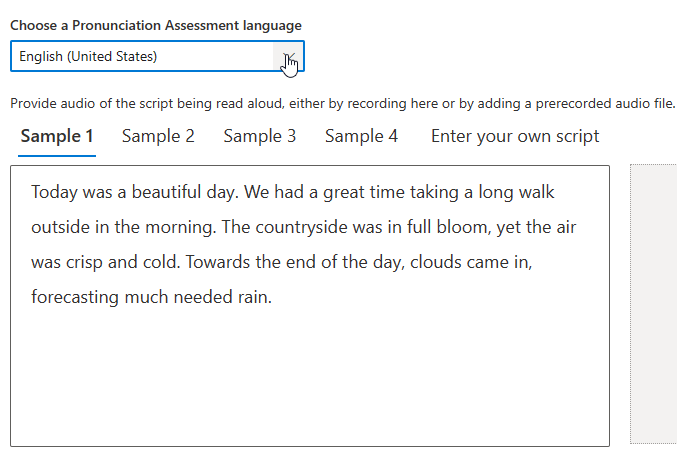 Choose a Pronunciation Assessment language
English (United States)
Provide audio of the script being read aloud, either by recording here or by adding a prerecorded audio file.
Sample 1 Sample 2 Sample 3 Sample 4 Enter your own script
Today was a beautiful day. We had a great time taking a long walk
outside in the morning. The countryside was in full bloom, yet the air
was crisp and cold. Towards the end of the day, clouds came in,
forecasting much needed rain.